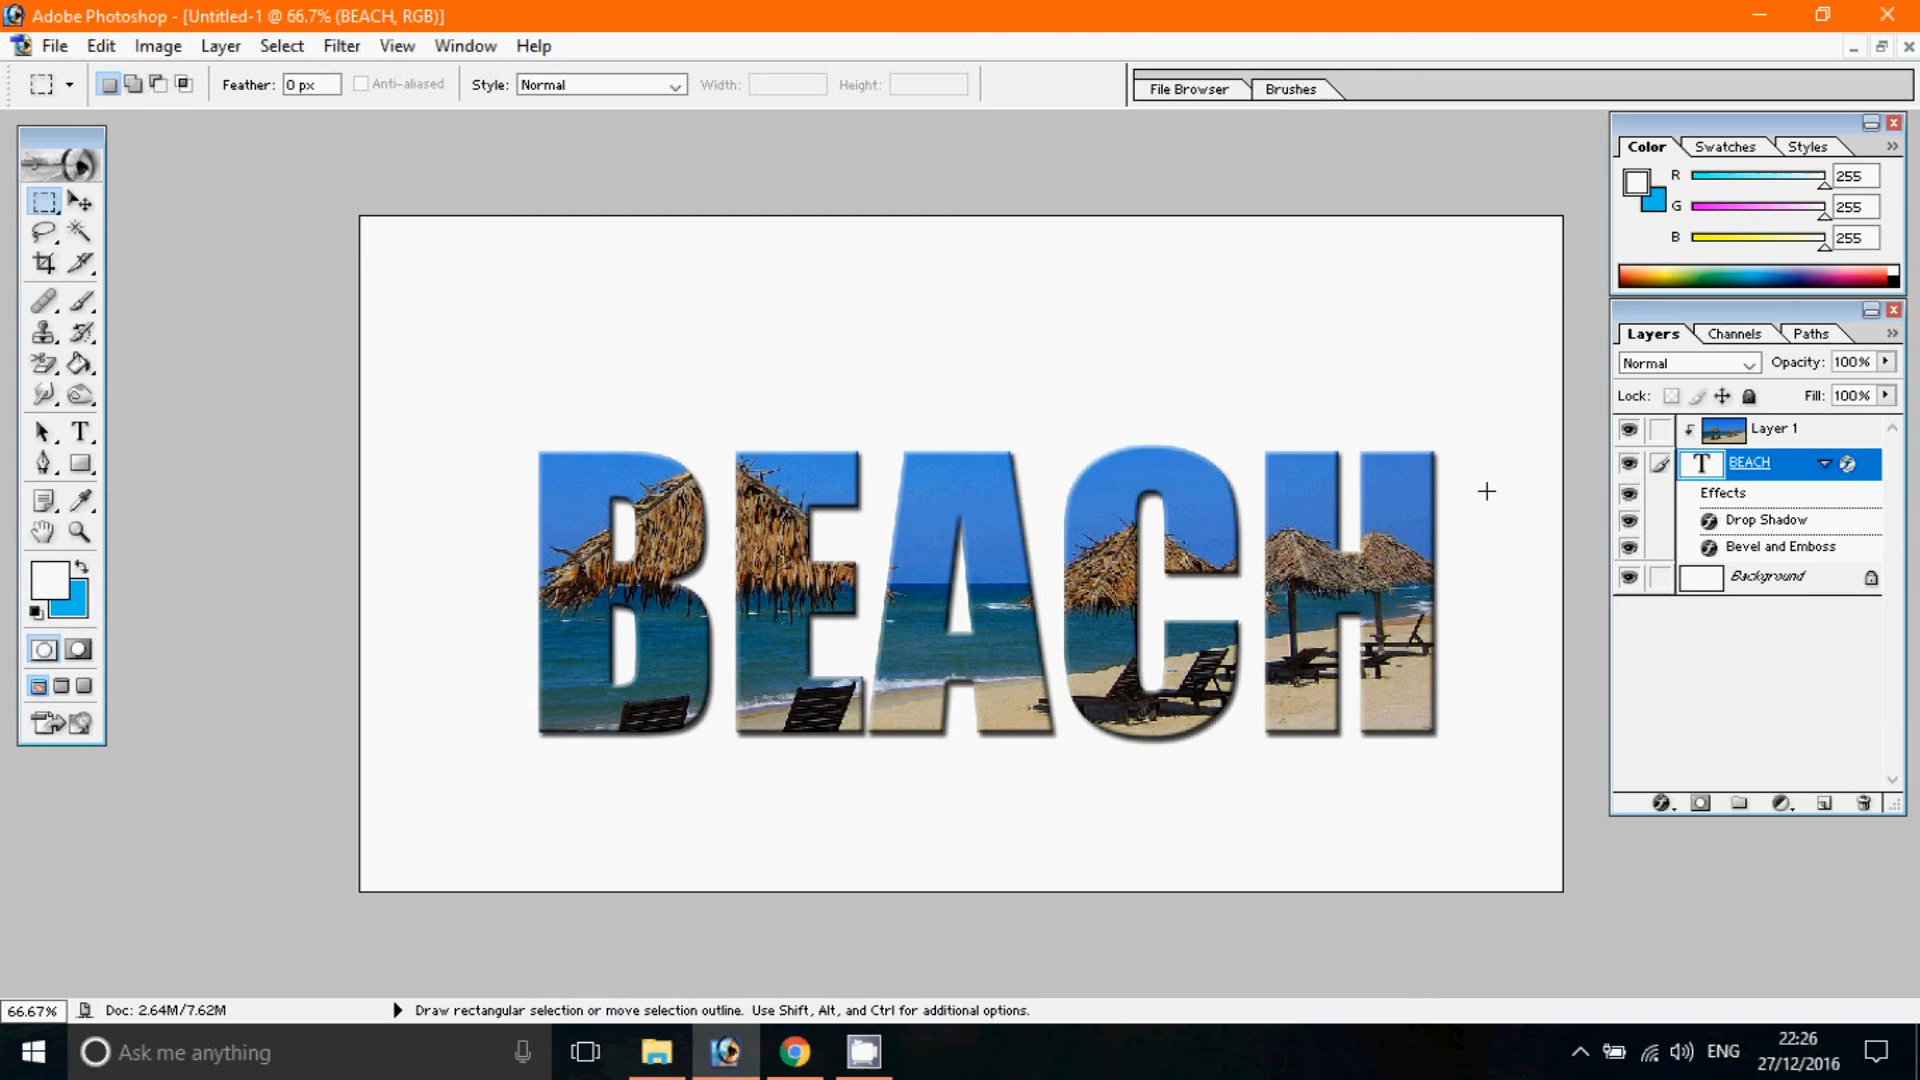 Adobe Photoshop - [Untitled-1 @ 66.7% (BEACH, RGB)]
File Edit Image Layer Select Filter View Window Help
Feather: 0 px Anti-aliased Style: Normal Width: Height: File Browser Brushes
Color Swatches Styles
R 255
G 255
B 255
Layers Channels Paths
Normal Opacity: 100%
Lock: Fill: 100%
Layer 1
T BEACH
Effects
Drop Shadow
Bevel and Emboss
Background
BEACH
66.67% Doc: 2.64M/7.62M Draw rectangular selection or move selection outline. Use Shift, Alt, and Ctrl for additional options.
Ask me anything
ENG
22:26
27/12/2016